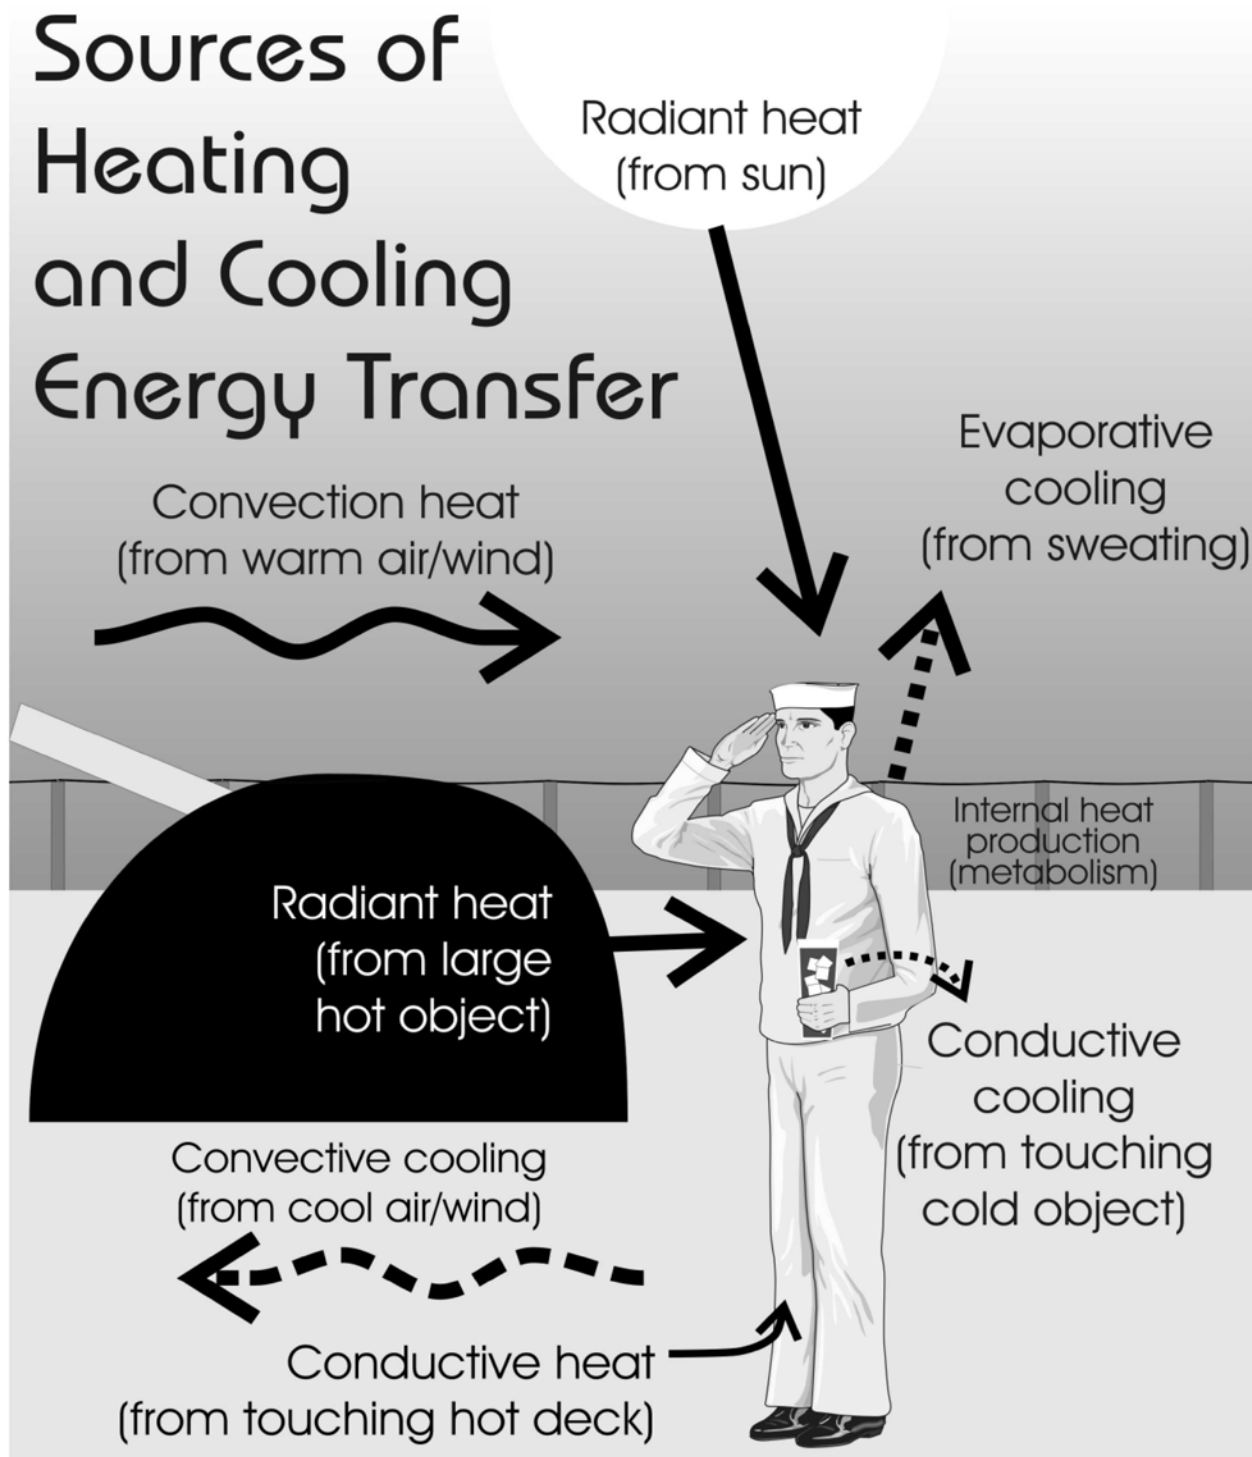 Sources of
Heating
and Cooling
Energy Transfer
Radiant heat
(from sun)
Convection heat
(from warm air/wind)
Evaporative
cooling
(from sweating)
Internal heat
production
(metabolism)
Radiant heat
(from large
hot object)
Conductive
cooling
(from touching
cold object)
Convective cooling
(from cool air/wind)
Conductive heat
(from touching hot deck)